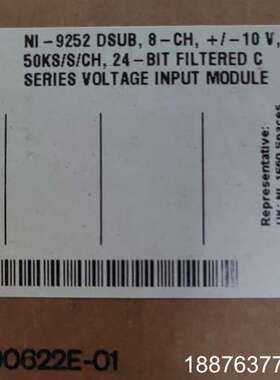 NI-9252 DSUB, 8-CH, +/-10 V,
50KS/S/CH, 24-BIT FILTERED C
SERIES VOLTAGE INPUT MODULE
Representative:
00622E-01
18876377